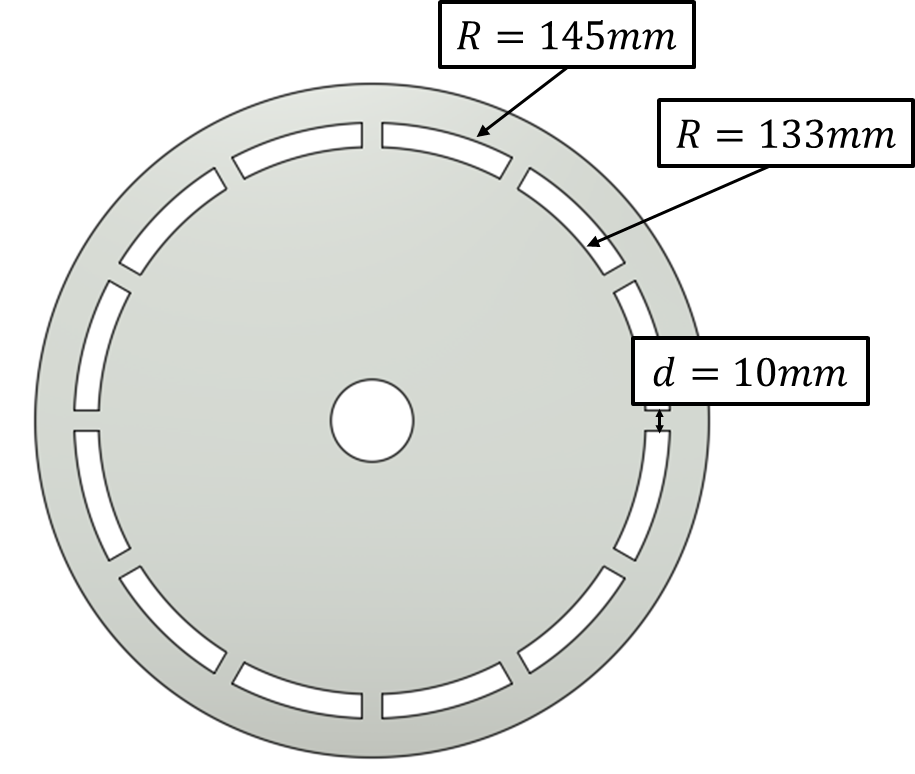 R = 145mm
R = 133mm
d = 10mm